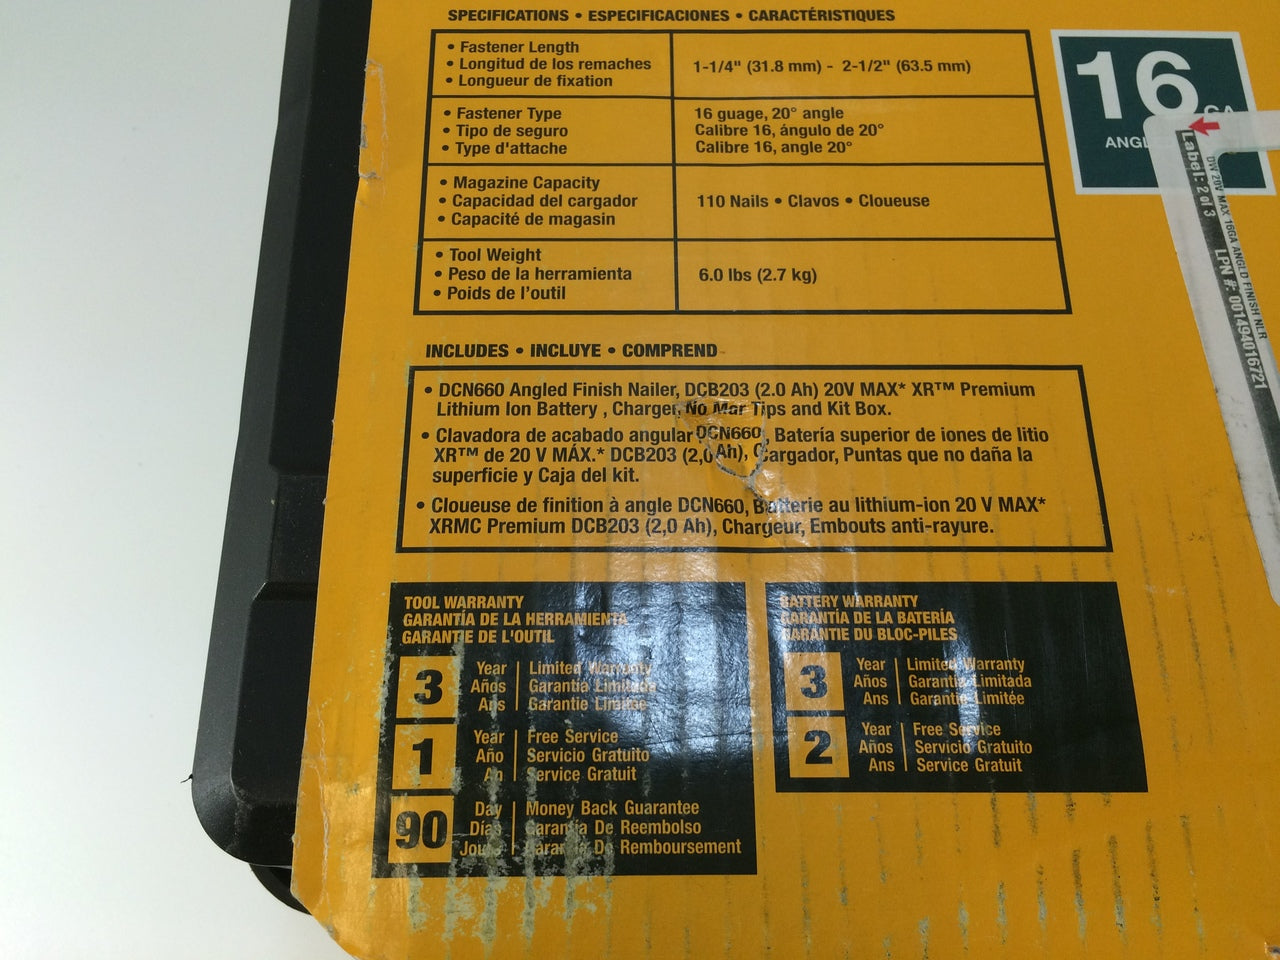 SPECIFICATIONS • ESPECIFICACIONES • CARACTÉRISTIQUES
• Fastener Length
• Longitud de los remaches
• Longueur de fixation
1-1/4" (31.8 mm) - 2-1/2" (63.5 mm)
• Fastener Type
• Tipo de seguro
• Type d'attache
16 guage, 20° angle
Calibre 16, ángulo de 20°
Calibre 16, angle 20°
• Magazine Capacity
• Capacidad del cargador
• Capacité de magasin
110 Nails • Clavos • Cloueuse
• Tool Weight
• Peso de la herramienta
• Poids de l'outil
6.0 lbs (2.7 kg)
16
GA
Label: 2 of 3 LPN #: 001494016721
DW 20V MAX 16GA ANGLD FINISH NLR
INCLUDES • INCLUYE • COMPREND
• DCN660 Angled Finish Nailer, DCB203 (2.0 Ah) 20V MAX* XR™ Premium
Lithium Ion Battery , Charger, No Mar Tips and Kit Box.
• Clavadora de acabado angular DCN660, Batería superior de iones de litio
XR™ de 20 V MÁX.* DCB203 (2,0 Ah), Cargador, Puntas que no daña la
superficie y Caja del kit.
• Cloueuse de finition à angle DCN660, Batterie au lithium-ion 20 V MAX*
XRMC Premium DCB203 (2,0 Ah), Chargeur, Embouts anti-rayure.
TOOL WARRANTY
GARANTÍA DE LA HERRAMIENTA
GARANTIE DE L'OUTIL
3
Year
Años
Ans
Limited Warranty
Garantía Limitada
Garantie Limitée
1
Year
Año
An
Free Service
Servicio Gratuito
Service Gratuit
90
Day
Días
Jours
Money Back Guarantee
Garantía De Reembolso
Garantie De Remboursement
BATTERY WARRANTY
GARANTÍA DE LA BATERÍA
GARANTIE DU BLOC-PILES
3
Year
Años
Ans
Limited Warranty
Garantía Limitada
Garantie Limitée
2
Year
Años
Ans
Free Service
Servicio Gratuito
Service Gratuit